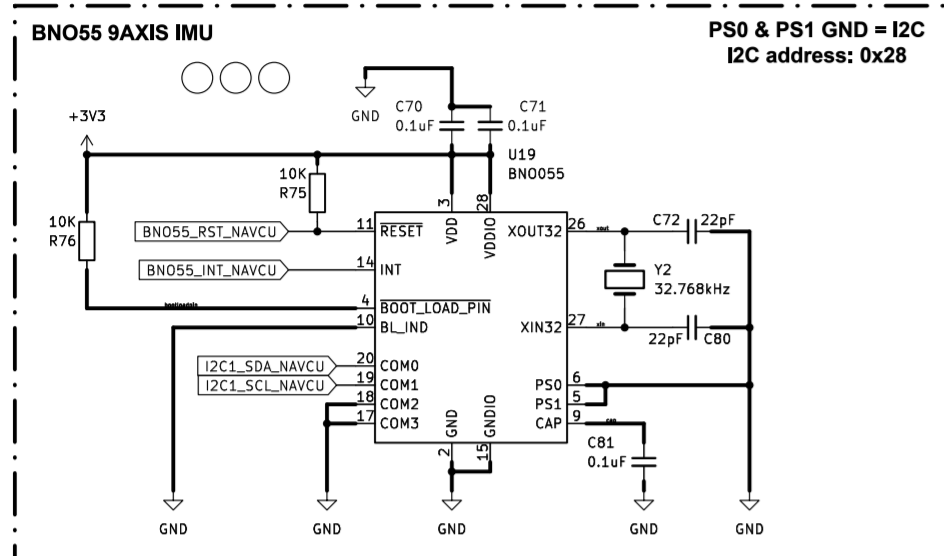 BNO55 9AXIS IMU
PS0 & PS1 GND = I2C
I2C address: 0x28
+3V3
GND
C70
0.1uF
C71
0.1uF
U19
BNO055
10K
R75
10K
R76
3
28
VDD
VDDIO
BNO55_RST_NAVCU
11
RESET
BNO55_INT_NAVCU
14
INT
bootloadpin
4
BOOT_LOAD_PIN
10
BL_IND
I2C1_SDA_NAVCU
20
COM0
I2C1_SCL_NAVCU
19
COM1
18
COM2
17
COM3
XOUT32
26
xout
C72
22pF
Y2
32.768kHz
XIN32
27
xin
22pF
C80
PS0
6
PS1
5
CAP
9
cap
GND
GNDIO
2
15
C81
0.1uF
GND
GND
GND
GND
GND